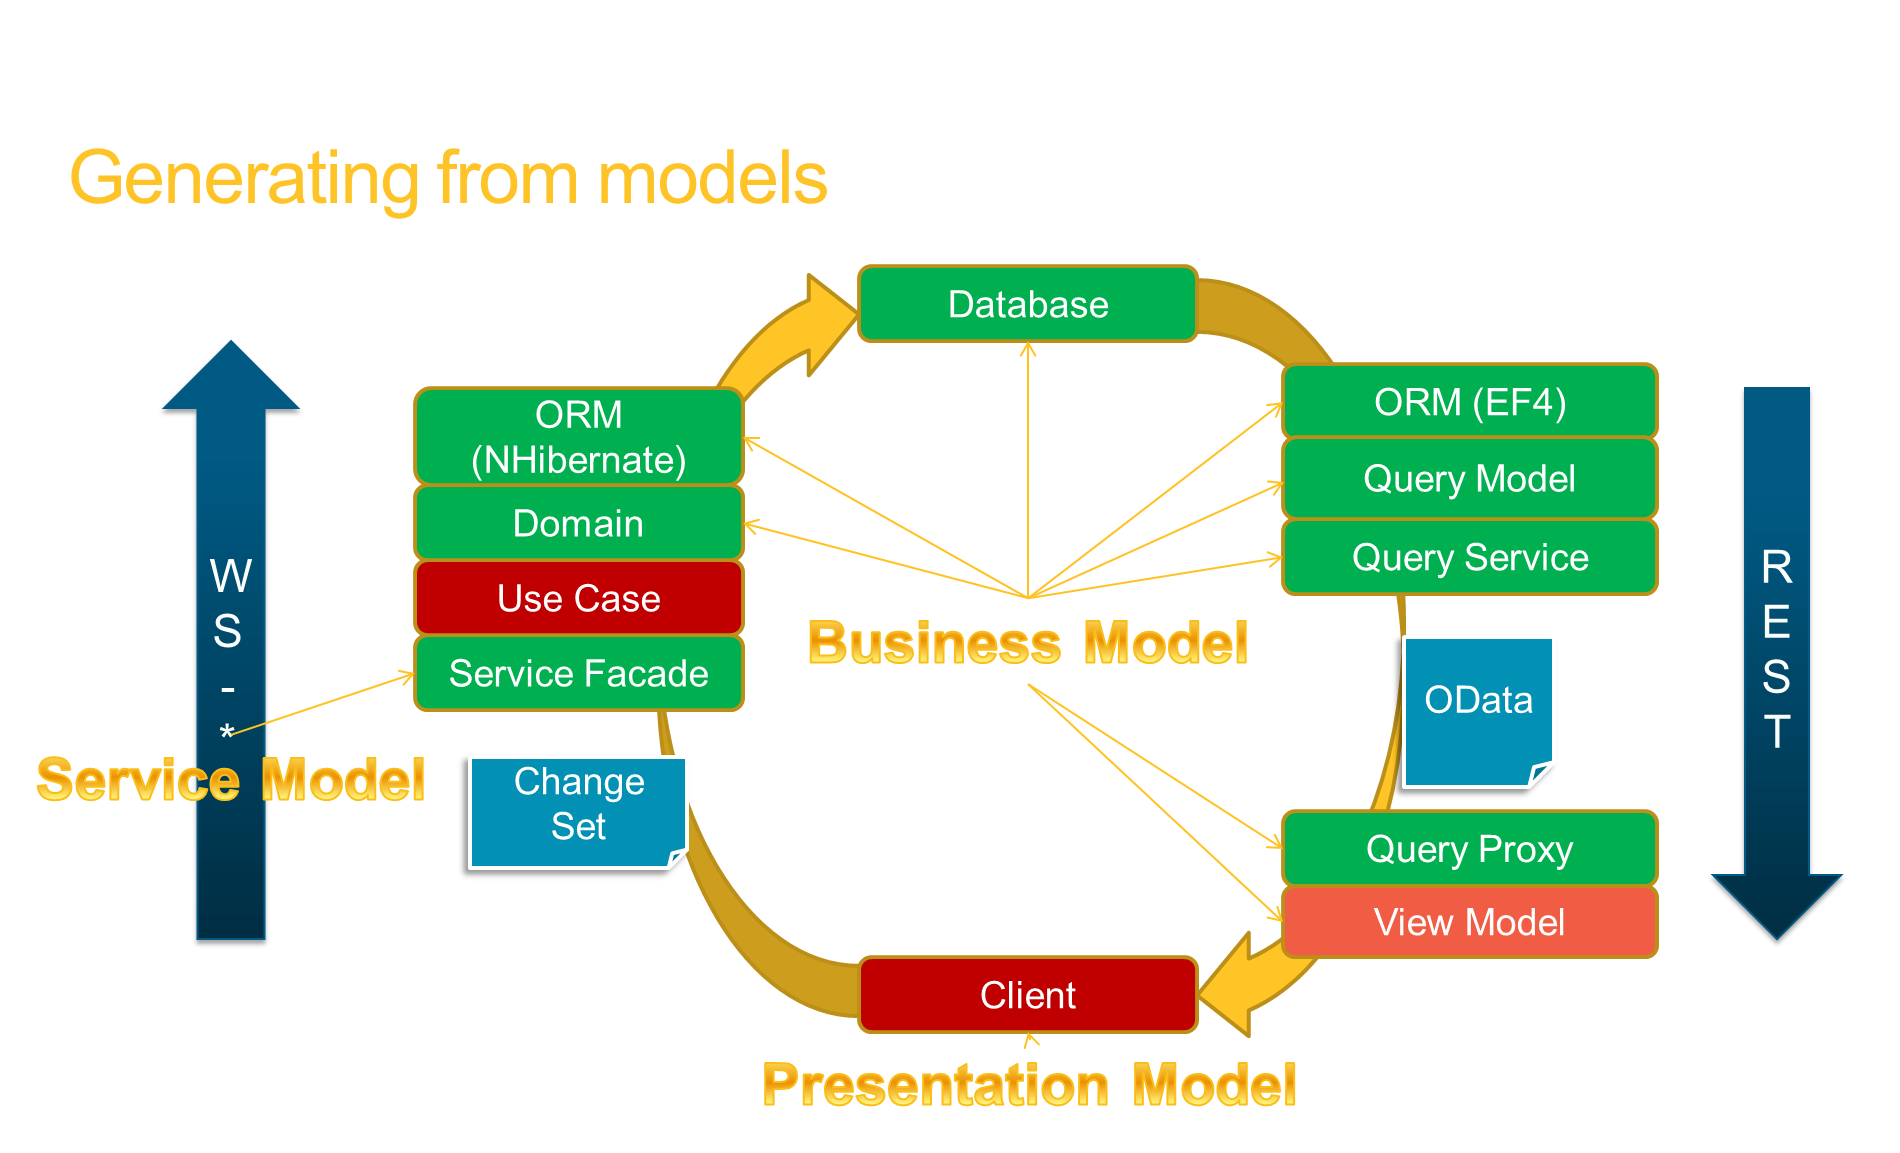 Generating from models
Database
ORM
(NHibernate)
Domain
Use Case
Service Facade
ORM (EF4)
Query Model
Query Service
W
S
-
*
R
E
S
T
Business Model
OData
Service Model
Change
Set
Query Proxy
View Model
Client
Presentation Model